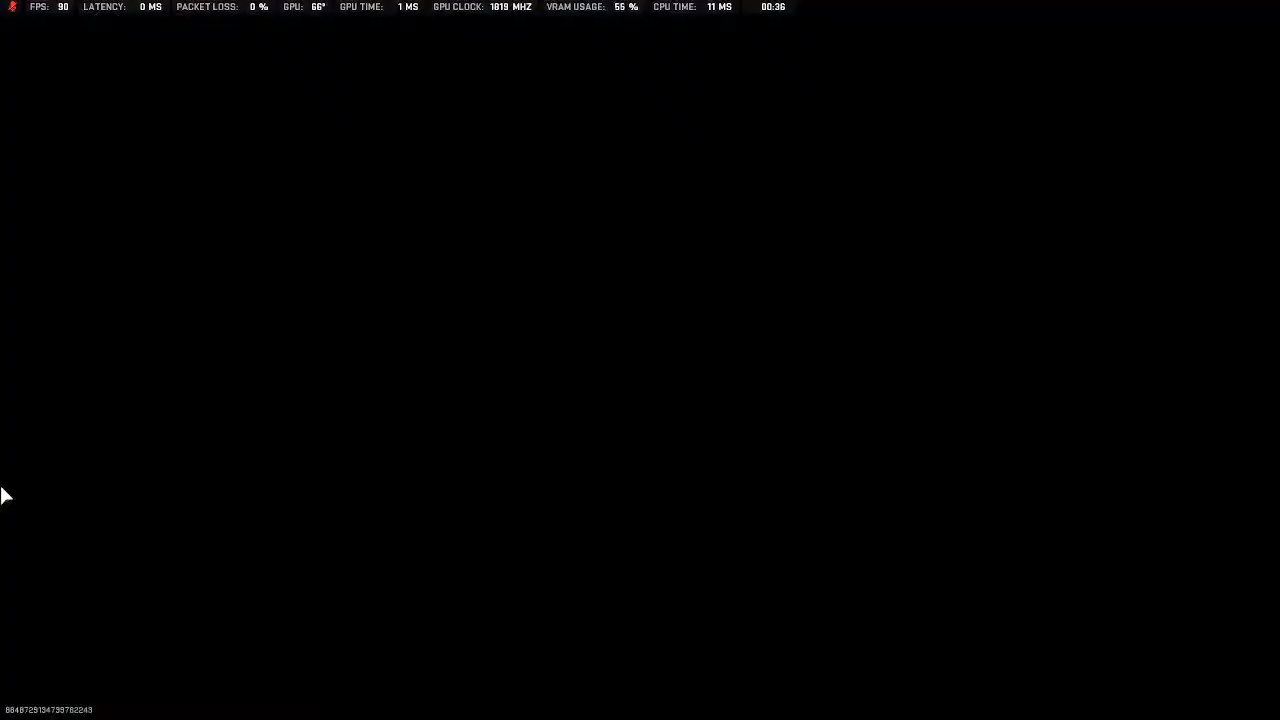 FPS: 90 LATENCY: 0 MS PACKET LOSS: 0 % GPU: 66° GPU TIME: 1 MS GPU CLOCK: 1819 MHZ VRAM USAGE: 55 % CPU TIME: 11 MS 00:36